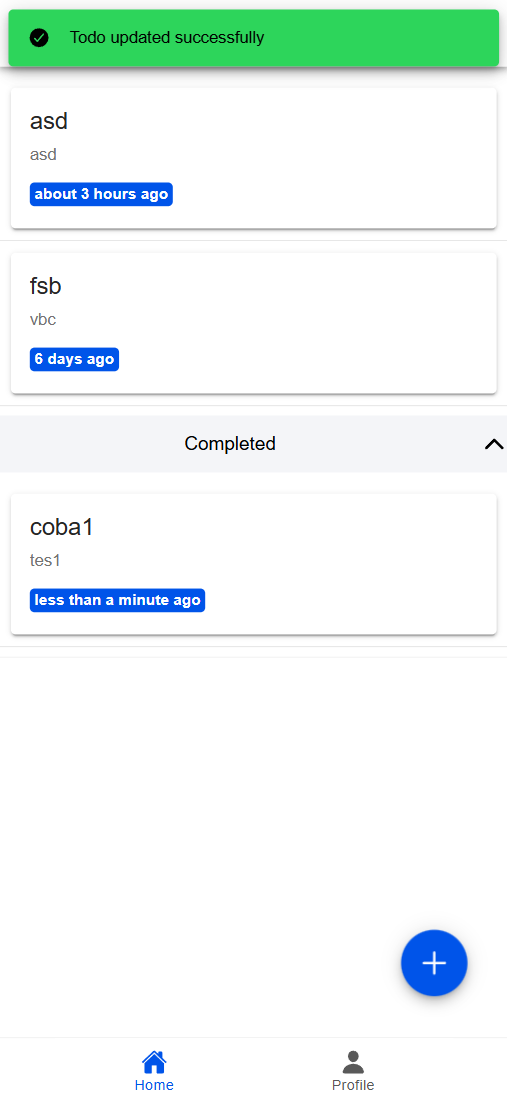 Todo updated successfully
asd
asd
about 3 hours ago
fsb
vbc
6 days ago
Completed
coba1
tes1
less than a minute ago
Home
Profile